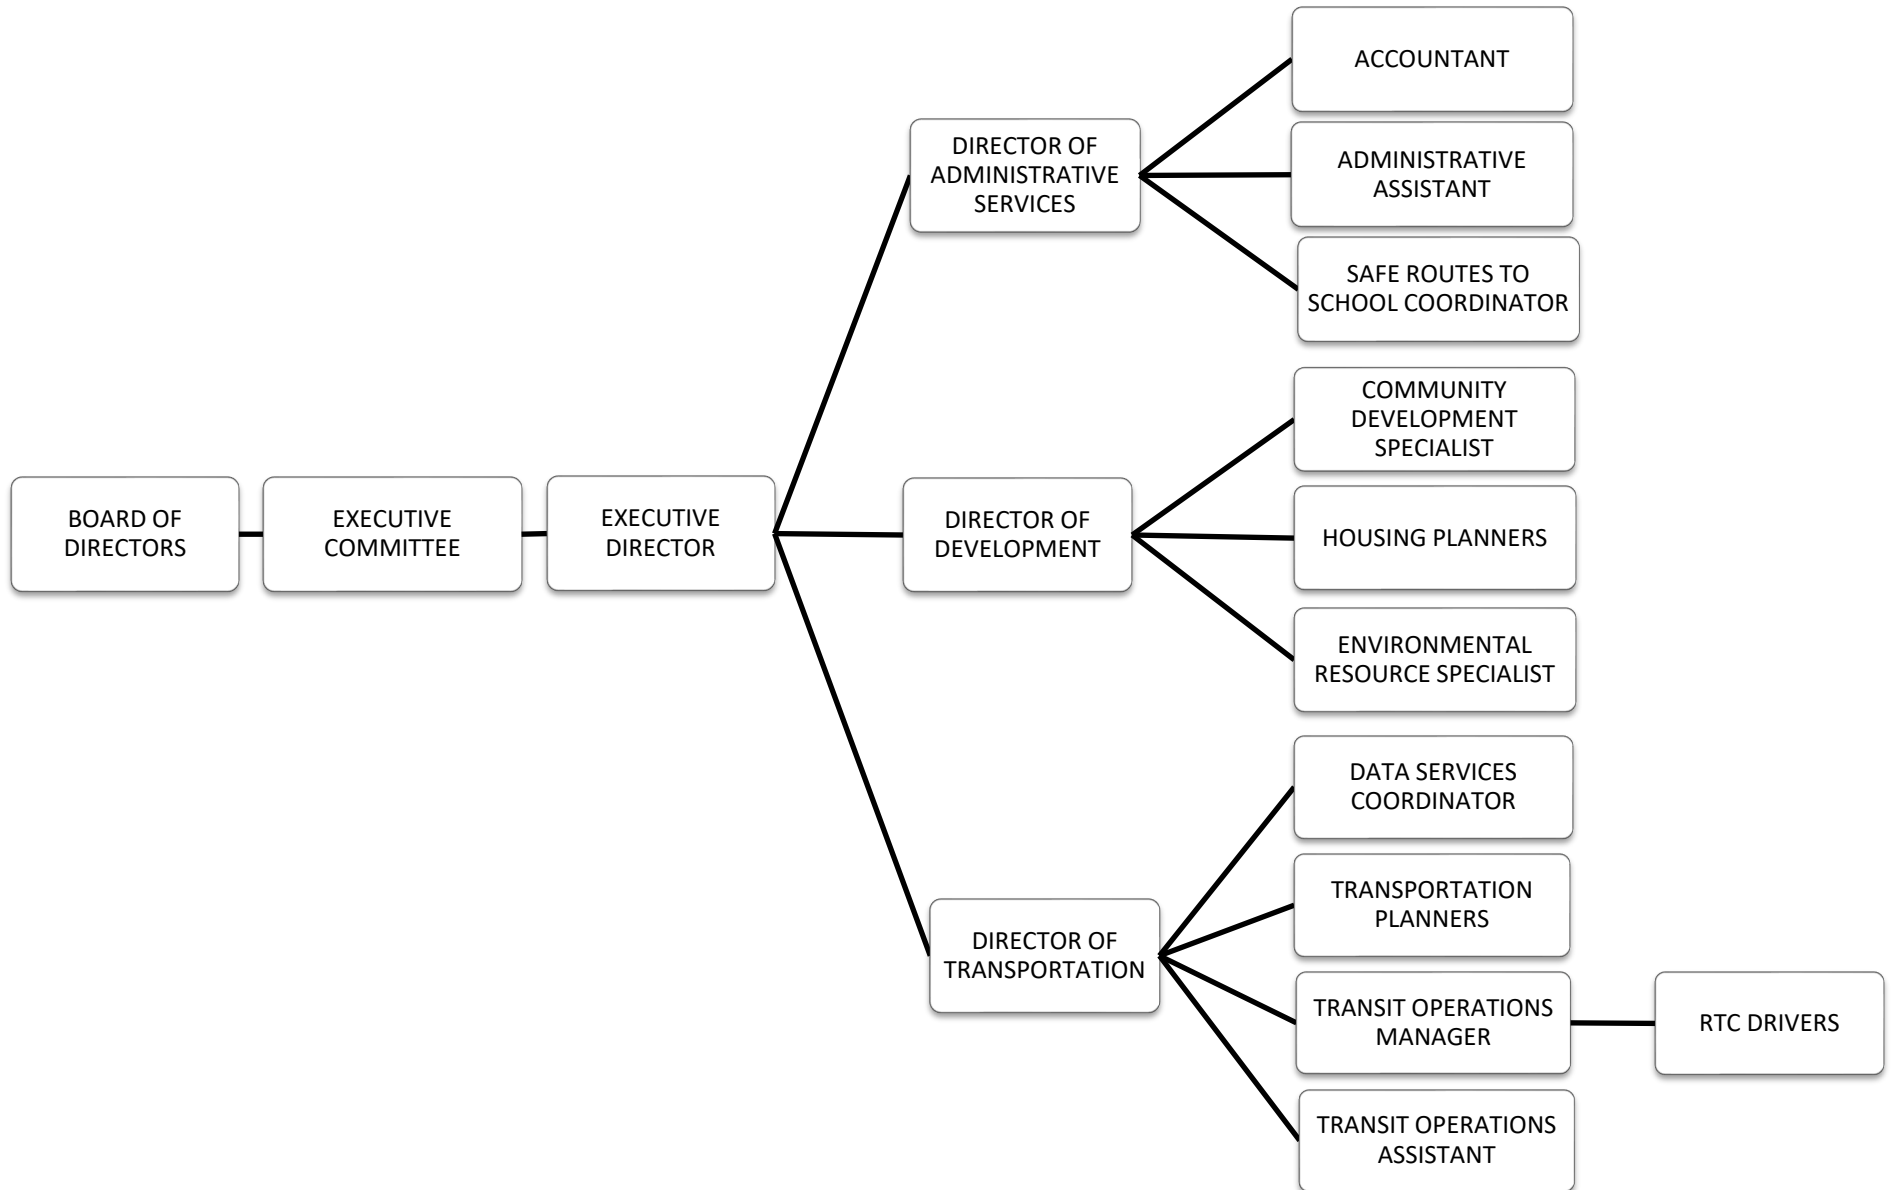 BOARD OF
DIRECTORS
EXECUTIVE
COMMITTEE
EXECUTIVE
DIRECTOR
DIRECTOR OF
ADMINISTRATIVE
SERVICES
ACCOUNTANT
ADMINISTRATIVE
ASSISTANT
SAFE ROUTES TO
SCHOOL COORDINATOR
DIRECTOR OF
DEVELOPMENT
COMMUNITY
DEVELOPMENT
SPECIALIST
HOUSING PLANNERS
ENVIRONMENTAL
RESOURCE SPECIALIST
DIRECTOR OF
TRANSPORTATION
DATA SERVICES
COORDINATOR
TRANSPORTATION
PLANNERS
TRANSIT OPERATIONS
MANAGER
RTC DRIVERS
TRANSIT OPERATIONS
ASSISTANT